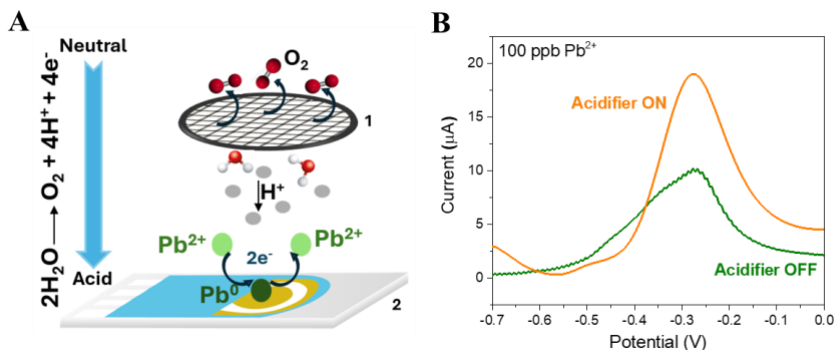 A
Neutral
2H₂O → O₂ + 4H⁺ + 4e⁻
Acid
O₂
1
H⁺
Pb²⁺
2e⁻
Pb²⁺
Pb⁰
2
B
100 ppb Pb²⁺
Acidifier ON
Acidifier OFF
Current (μA)
20
15
10
5
0
-0.7 -0.6 -0.5 -0.4 -0.3 -0.2 -0.1 0.0
Potential (V)